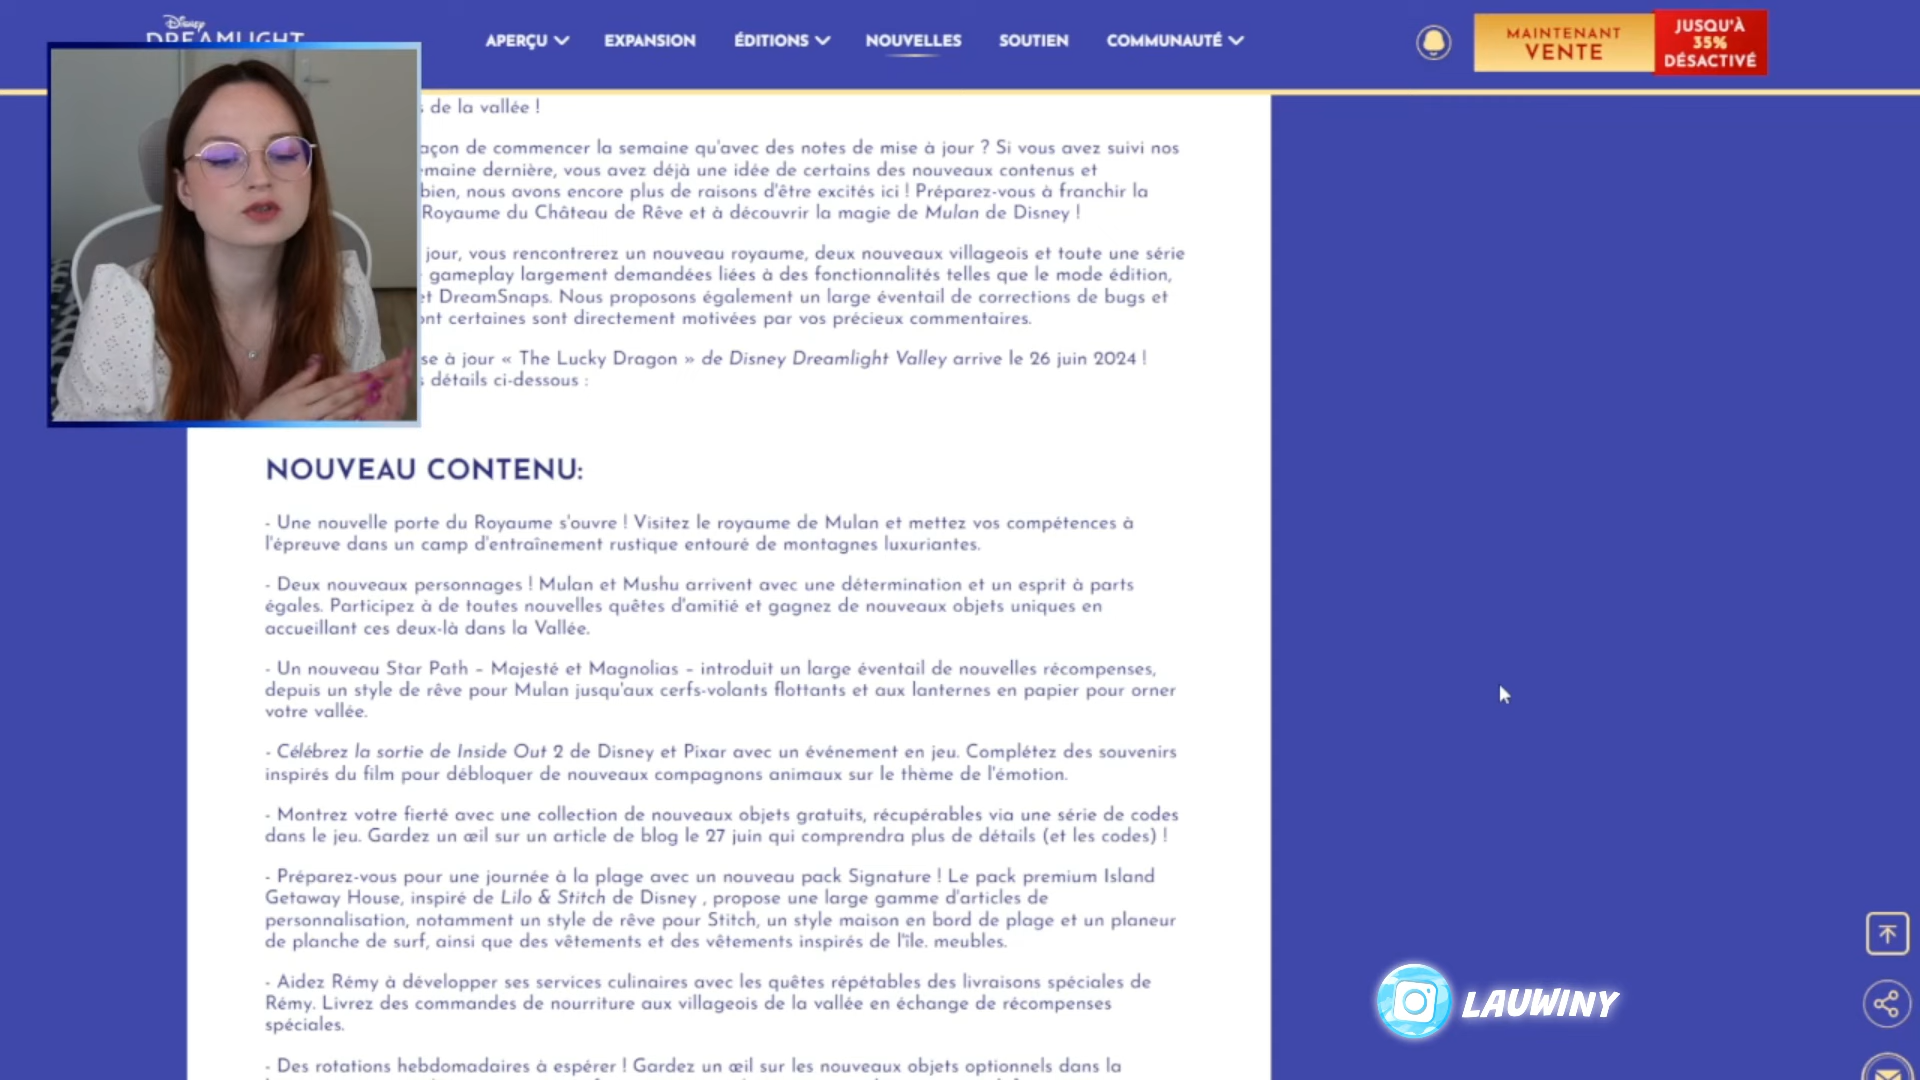 Disney
DREAMLIGHT
APERÇU
EXPANSION
ÉDITIONS
NOUVELLES
SOUTIEN
COMMUNAUTÉ
MAINTENANT
VENTE
JUSQU'À
35%
DÉSACTIVÉ
de la vallée !
açon de commencer la semaine qu'avec des notes de mise à jour ? Si vous avez suivi nos
maine dernière, vous avez déjà une idée de certains des nouveaux contenus et
bien, nous avons encore plus de raisons d'être excités ici ! Préparez-vous à franchir la
Royaume du Château de Rêve et à découvrir la magie de Mulan de Disney !
jour, vous rencontrerez un nouveau royaume, deux nouveaux villageois et toute une série
gameplay largement demandées liées à des fonctionnalités telles que le mode édition,
et DreamSnaps. Nous proposons également un large éventail de corrections de bugs et
ont certaines sont directement motivées par vos précieux commentaires.
se à jour « The Lucky Dragon » de Disney Dreamlight Valley arrive le 26 juin 2024 !
détails ci-dessous :
NOUVEAU CONTENU:
- Une nouvelle porte du Royaume s'ouvre ! Visitez le royaume de Mulan et mettez vos compétences à
l'épreuve dans un camp d'entraînement rustique entouré de montagnes luxuriantes.
- Deux nouveaux personnages ! Mulan et Mushu arrivent avec une détermination et un esprit à parts
égales. Participez à de toutes nouvelles quêtes d'amitié et gagnez de nouveaux objets uniques en
accueillant ces deux-là dans la Vallée.
- Un nouveau Star Path – Majesté et Magnolias – introduit un large éventail de nouvelles récompenses,
depuis un style de rêve pour Mulan jusqu'aux cerfs-volants flottants et aux lanternes en papier pour orner
votre vallée.
- Célébrez la sortie de Inside Out 2 de Disney et Pixar avec un événement en jeu. Complétez des souvenirs
inspirés du film pour débloquer de nouveaux compagnons animaux sur le thème de l'émotion.
- Montrez votre fierté avec une collection de nouveaux objets gratuits, récupérables via une série de codes
dans le jeu. Gardez un œil sur un article de blog le 27 juin qui comprendra plus de détails (et les codes) !
- Préparez-vous pour une journée à la plage avec un nouveau pack Signature ! Le pack premium Island
Getaway House, inspiré de Lilo & Stitch de Disney , propose une large gamme d'articles de
personnalisation, notamment un style de rêve pour Stitch, un style maison en bord de plage et un planeur
de planche de surf, ainsi que des vêtements et des vêtements inspirés de l'île. meubles.
- Aidez Rémy à développer ses services culinaires avec les quêtes répétables des livraisons spéciales de
Rémy. Livrez des commandes de nourriture aux villageois de la vallée en échange de récompenses
spéciales.
- Des rotations hebdomadaires à espérer ! Gardez un œil sur les nouveaux objets optionnels dans la
LAUWINY